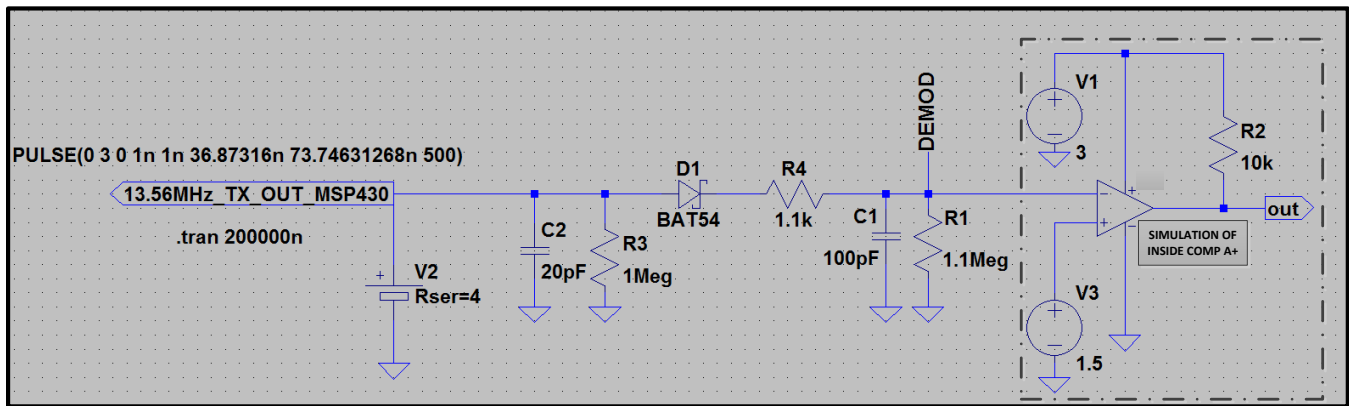 PULSE(0 3 0 1n 1n 36.87316n 73.74631268n 500)
13.56MHz_TX_OUT_MSP430
.tran 200000n
V2
Rser=4
C2
20pF
R3
1Meg
D1
BAT54
R4
1.1k
C1
100pF
DEMOD
R1
1.1Meg
V1
3
R2
10k
out
SIMULATION OF
INSIDE COMP A+
V3
1.5